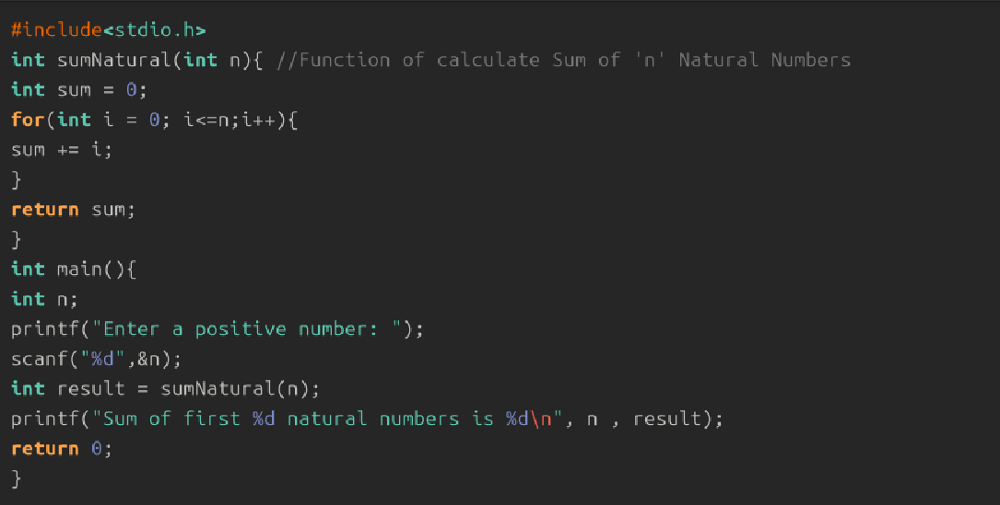 #include<stdio.h>
int sumNatural(int n){ //Function of calculate Sum of 'n' Natural Numbers
int sum = 0;
for(int i = 0; i<=n;i++){
sum += i;
}
return sum;
}
int main(){
int n;
printf("Enter a positive number: ");
scanf("%d",&n);
int result = sumNatural(n);
printf("Sum of first %d natural numbers is %d\n", n , result);
return 0;
}